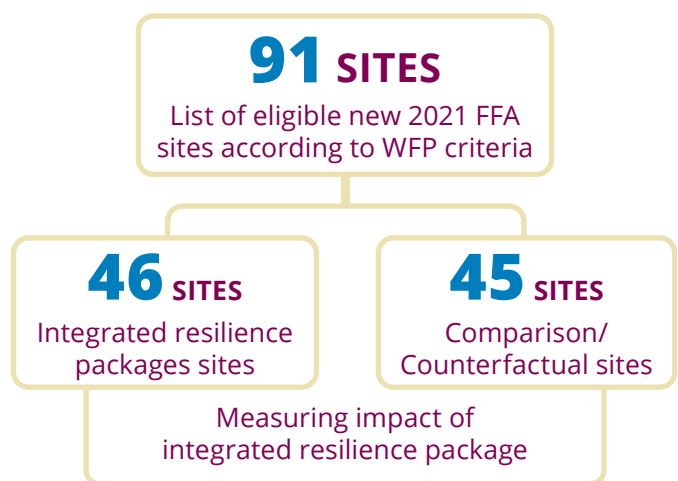 91 SITES
List of eligible new 2021 FFA
sites according to WFP criteria
46 SITES
Integrated resilience
packages sites
45 SITES
Comparison/
Counterfactual sites
Measuring impact of
integrated resilience package